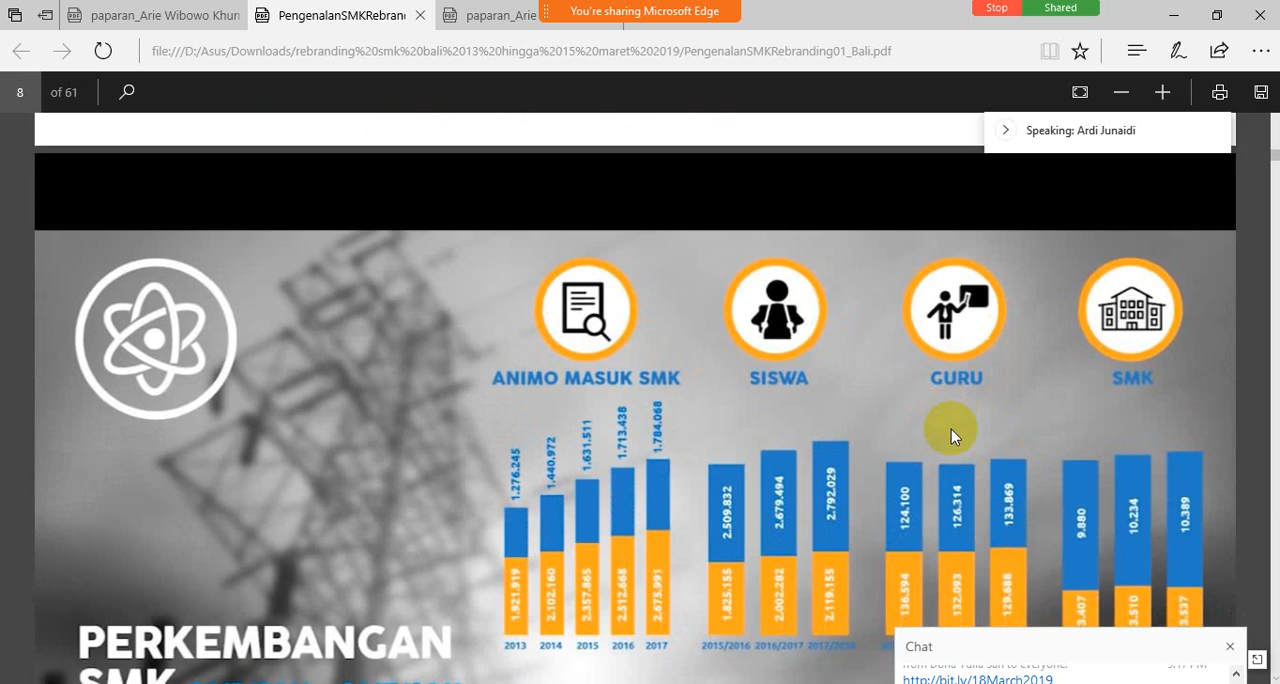 paparan_Arie Wibowo Khuri
PengenalanSMKRebrand
paparan_Arie
You're sharing Microsoft Edge
Stop
Shared
file:///D:/Asus/Downloads/rebranding%20smk%20bali%2013%20hingga%2015%20maret%202019/PengenalanSMKRebranding01_Bali.pdf
8 of 61
Speaking: Ardi Junaidi
ANIMO MASUK SMK
SISWA
GURU
SMK
1.276.245
1.440.972
1.631.511
1.713.438
1.784.068
1.921.919
2.102.160
2.357.865
2.512.668
2.675.991
2013 2014 2015 2016 2017
2.509.832
2.679.494
2.792.029
1.825.155
2.002.282
2.119.155
2015/2016 2016/2017 2017/2018
124.100
126.314
133.869
136.594
132.093
129.688
9.880
10.234
10.389
3.407
3.510
3.537
PERKEMBANGAN
SMK
Chat
http://bit.ly/18March2019